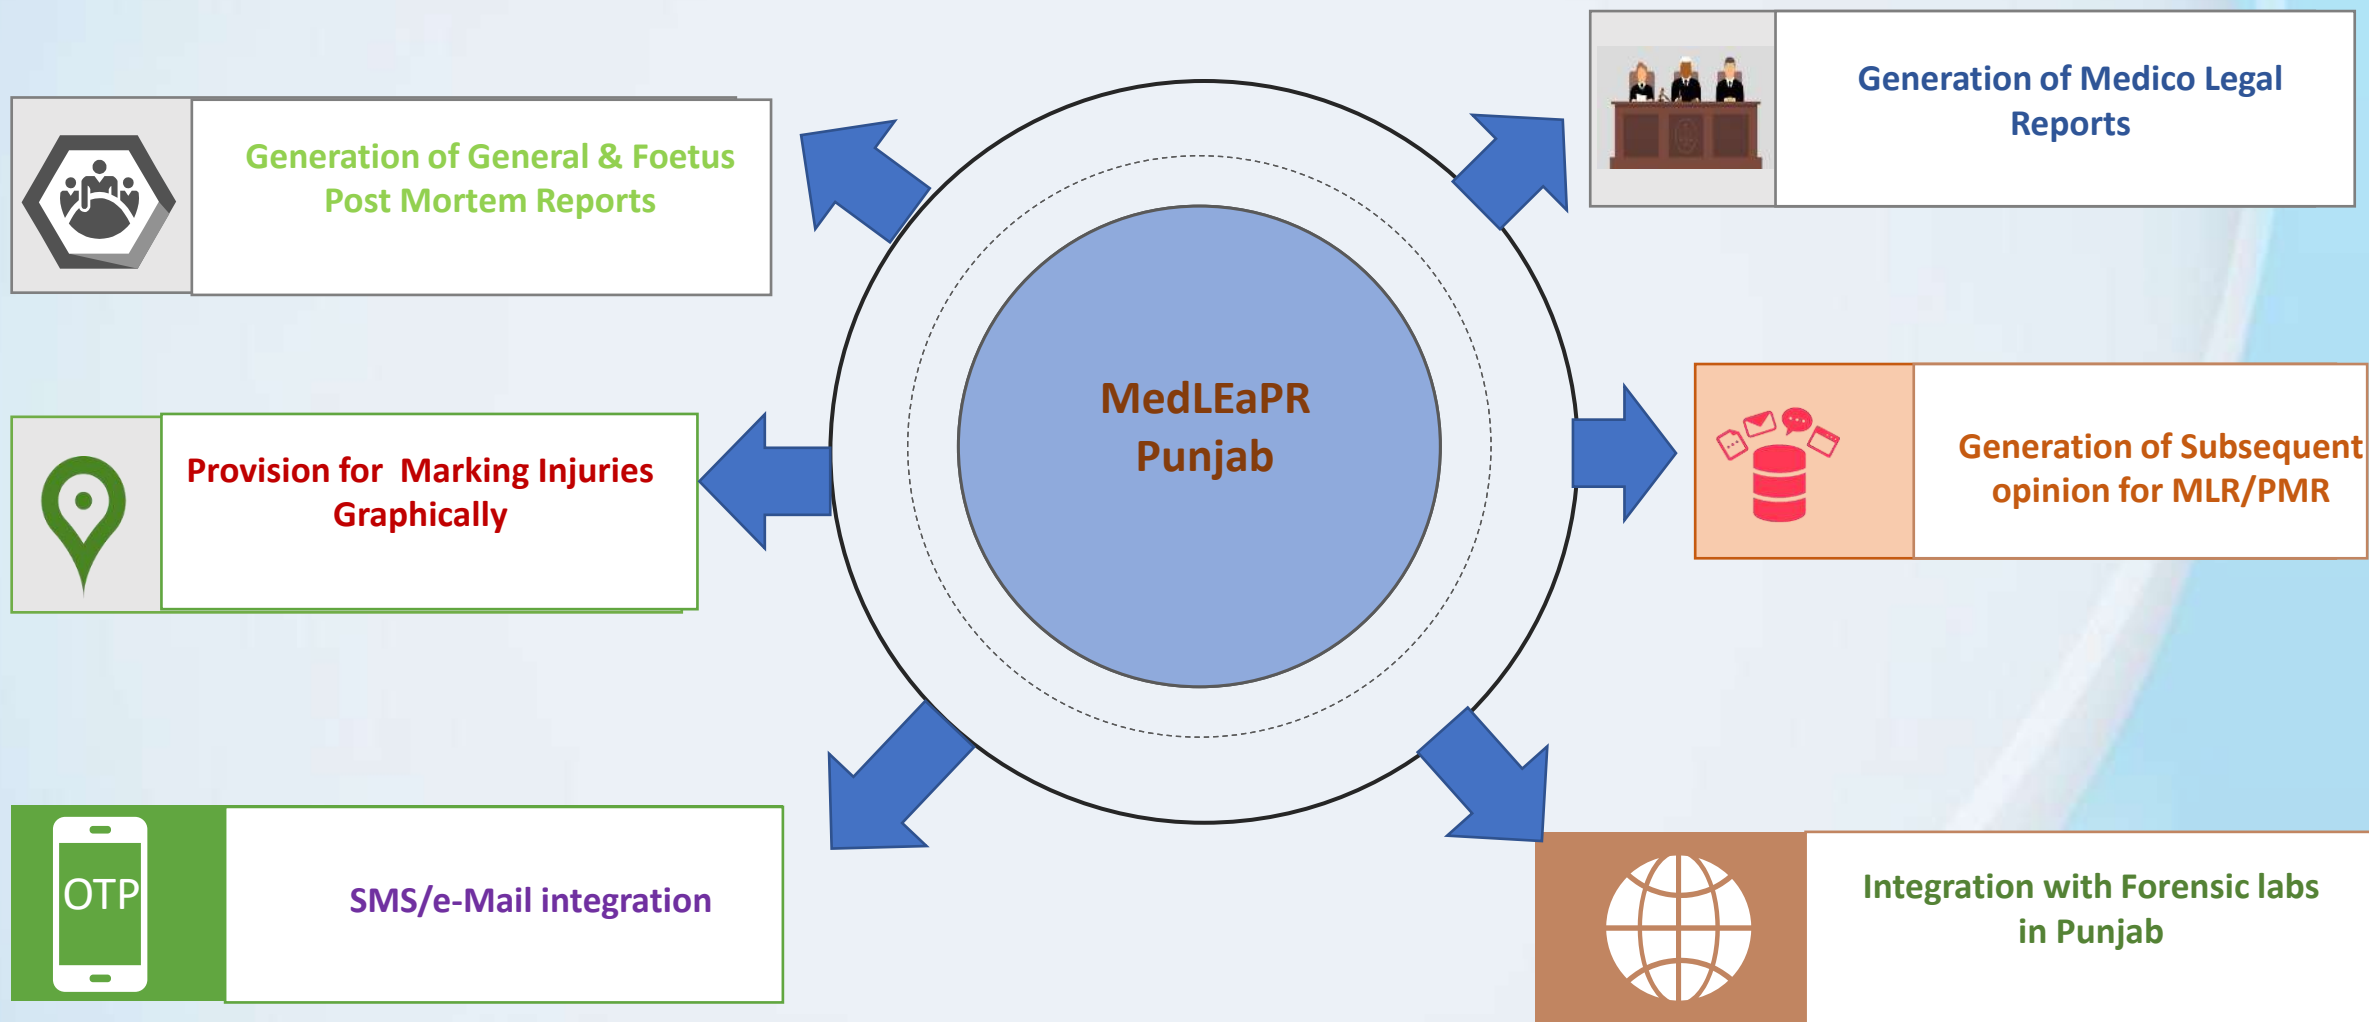 Generation of General & Foetus
Post Mortem Reports
Generation of Medico Legal
Reports
MedLEaPR
Punjab
Provision for  Marking Injuries
Graphically
Generation of Subsequent
opinion for MLR/PMR
OTP
SMS/e-Mail integration
Integration with Forensic labs
in Punjab